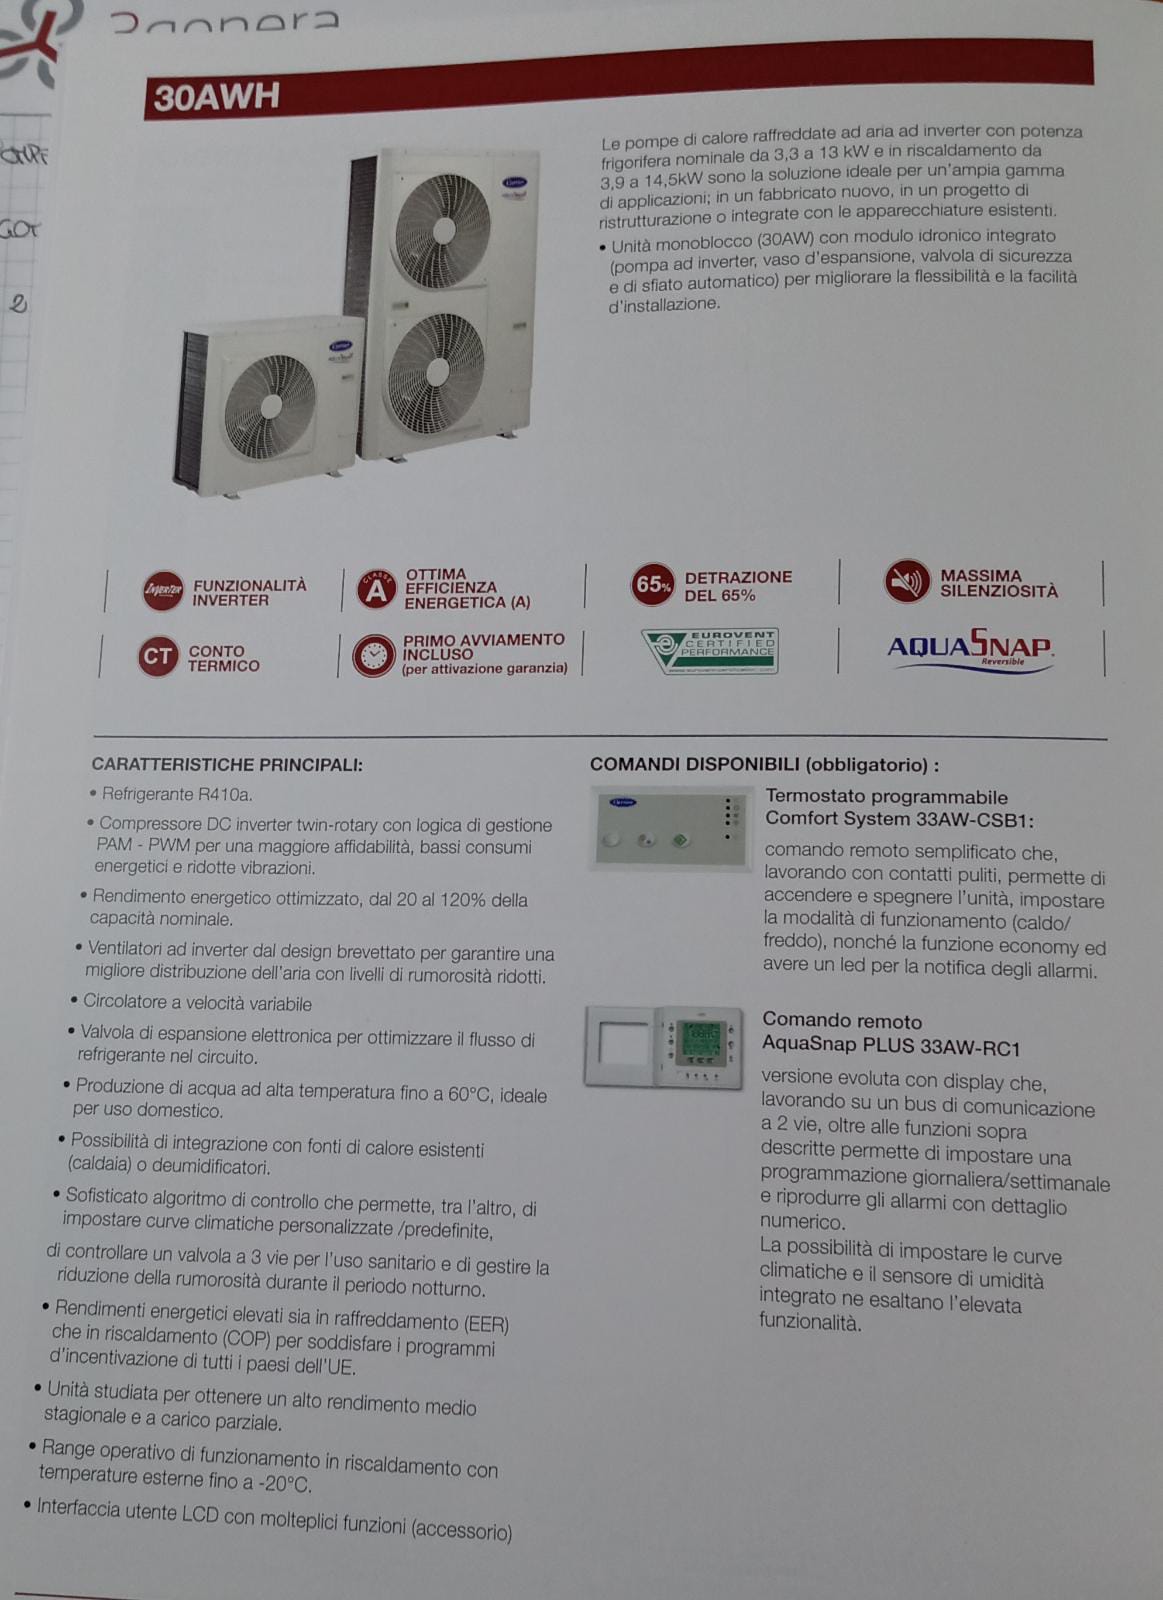 30AWH
Le pompe di calore raffreddate ad aria ad inverter con potenza
frigorifera nominale da 3,3 a 13 kW e in riscaldamento da
3,9 a 14,5kW sono la soluzione ideale per un'ampia gamma
di applicazioni; in un fabbricato nuovo, in un progetto di
ristrutturazione o integrate con le apparecchiature esistenti.
• Unità monoblocco (30AW) con modulo idronico integrato
(pompa ad inverter, vaso d'espansione, valvola di sicurezza
e di sfiato automatico) per migliorare la flessibilità e la facilità
d'installazione.
Carrier
Carrier
INVERTER
FUNZIONALITÀ
INVERTER
CLASSE
A
OTTIMA
EFFICIENZA
ENERGETICA (A)
65%
DETRAZIONE
DEL 65%
MASSIMA
SILENZIOSITÀ
CT
CONTO
TERMICO
PRIMO AVVIAMENTO
INCLUSO
(per attivazione garanzia)
EUROVENT
CERTIFIED
PERFORMANCE
AQUASNAP
Reversible
CARATTERISTICHE PRINCIPALI:
• Refrigerante R410a.
• Compressore DC inverter twin-rotary con logica di gestione
PAM - PWM per una maggiore affidabilità, bassi consumi
energetici e ridotte vibrazioni.
• Rendimento energetico ottimizzato, dal 20 al 120% della
capacità nominale.
• Ventilatori ad inverter dal design brevettato per garantire una
migliore distribuzione dell'aria con livelli di rumorosità ridotti.
• Circolatore a velocità variabile
• Valvola di espansione elettronica per ottimizzare il flusso di
refrigerante nel circuito.
• Produzione di acqua ad alta temperatura fino a 60°C, ideale
per uso domestico.
• Possibilità di integrazione con fonti di calore esistenti
(caldaia) o deumidificatori.
• Sofisticato algoritmo di controllo che permette, tra l'altro, di
impostare curve climatiche personalizzate /predefinite,
di controllare un valvola a 3 vie per l'uso sanitario e di gestire la
riduzione della rumorosità durante il periodo notturno.
• Rendimenti energetici elevati sia in raffreddamento (EER)
che in riscaldamento (COP) per soddisfare i programmi
d'incentivazione di tutti i paesi dell'UE.
• Unità studiata per ottenere un alto rendimento medio
stagionale e a carico parziale.
• Range operativo di funzionamento in riscaldamento con
temperature esterne fino a -20°C.
• Interfaccia utente LCD con molteplici funzioni (accessorio)
COMANDI DISPONIBILI (obbligatorio) :
Carrier
Termostato programmabile
Comfort System 33AW-CSB1:
comando remoto semplificato che,
lavorando con contatti puliti, permette di
accendere e spegnere l'unità, impostare
la modalità di funzionamento (caldo/
freddo), nonché la funzione economy ed
avere un led per la notifica degli allarmi.
Comando remoto
AquaSnap PLUS 33AW-RC1
versione evoluta con display che,
lavorando su un bus di comunicazione
a 2 vie, oltre alle funzioni sopra
descritte permette di impostare una
programmazione giornaliera/settimanale
e riprodurre gli allarmi con dettaglio
numerico.
La possibilità di impostare le curve
climatiche e il sensore di umidità
integrato ne esaltano l'elevata
funzionalità.